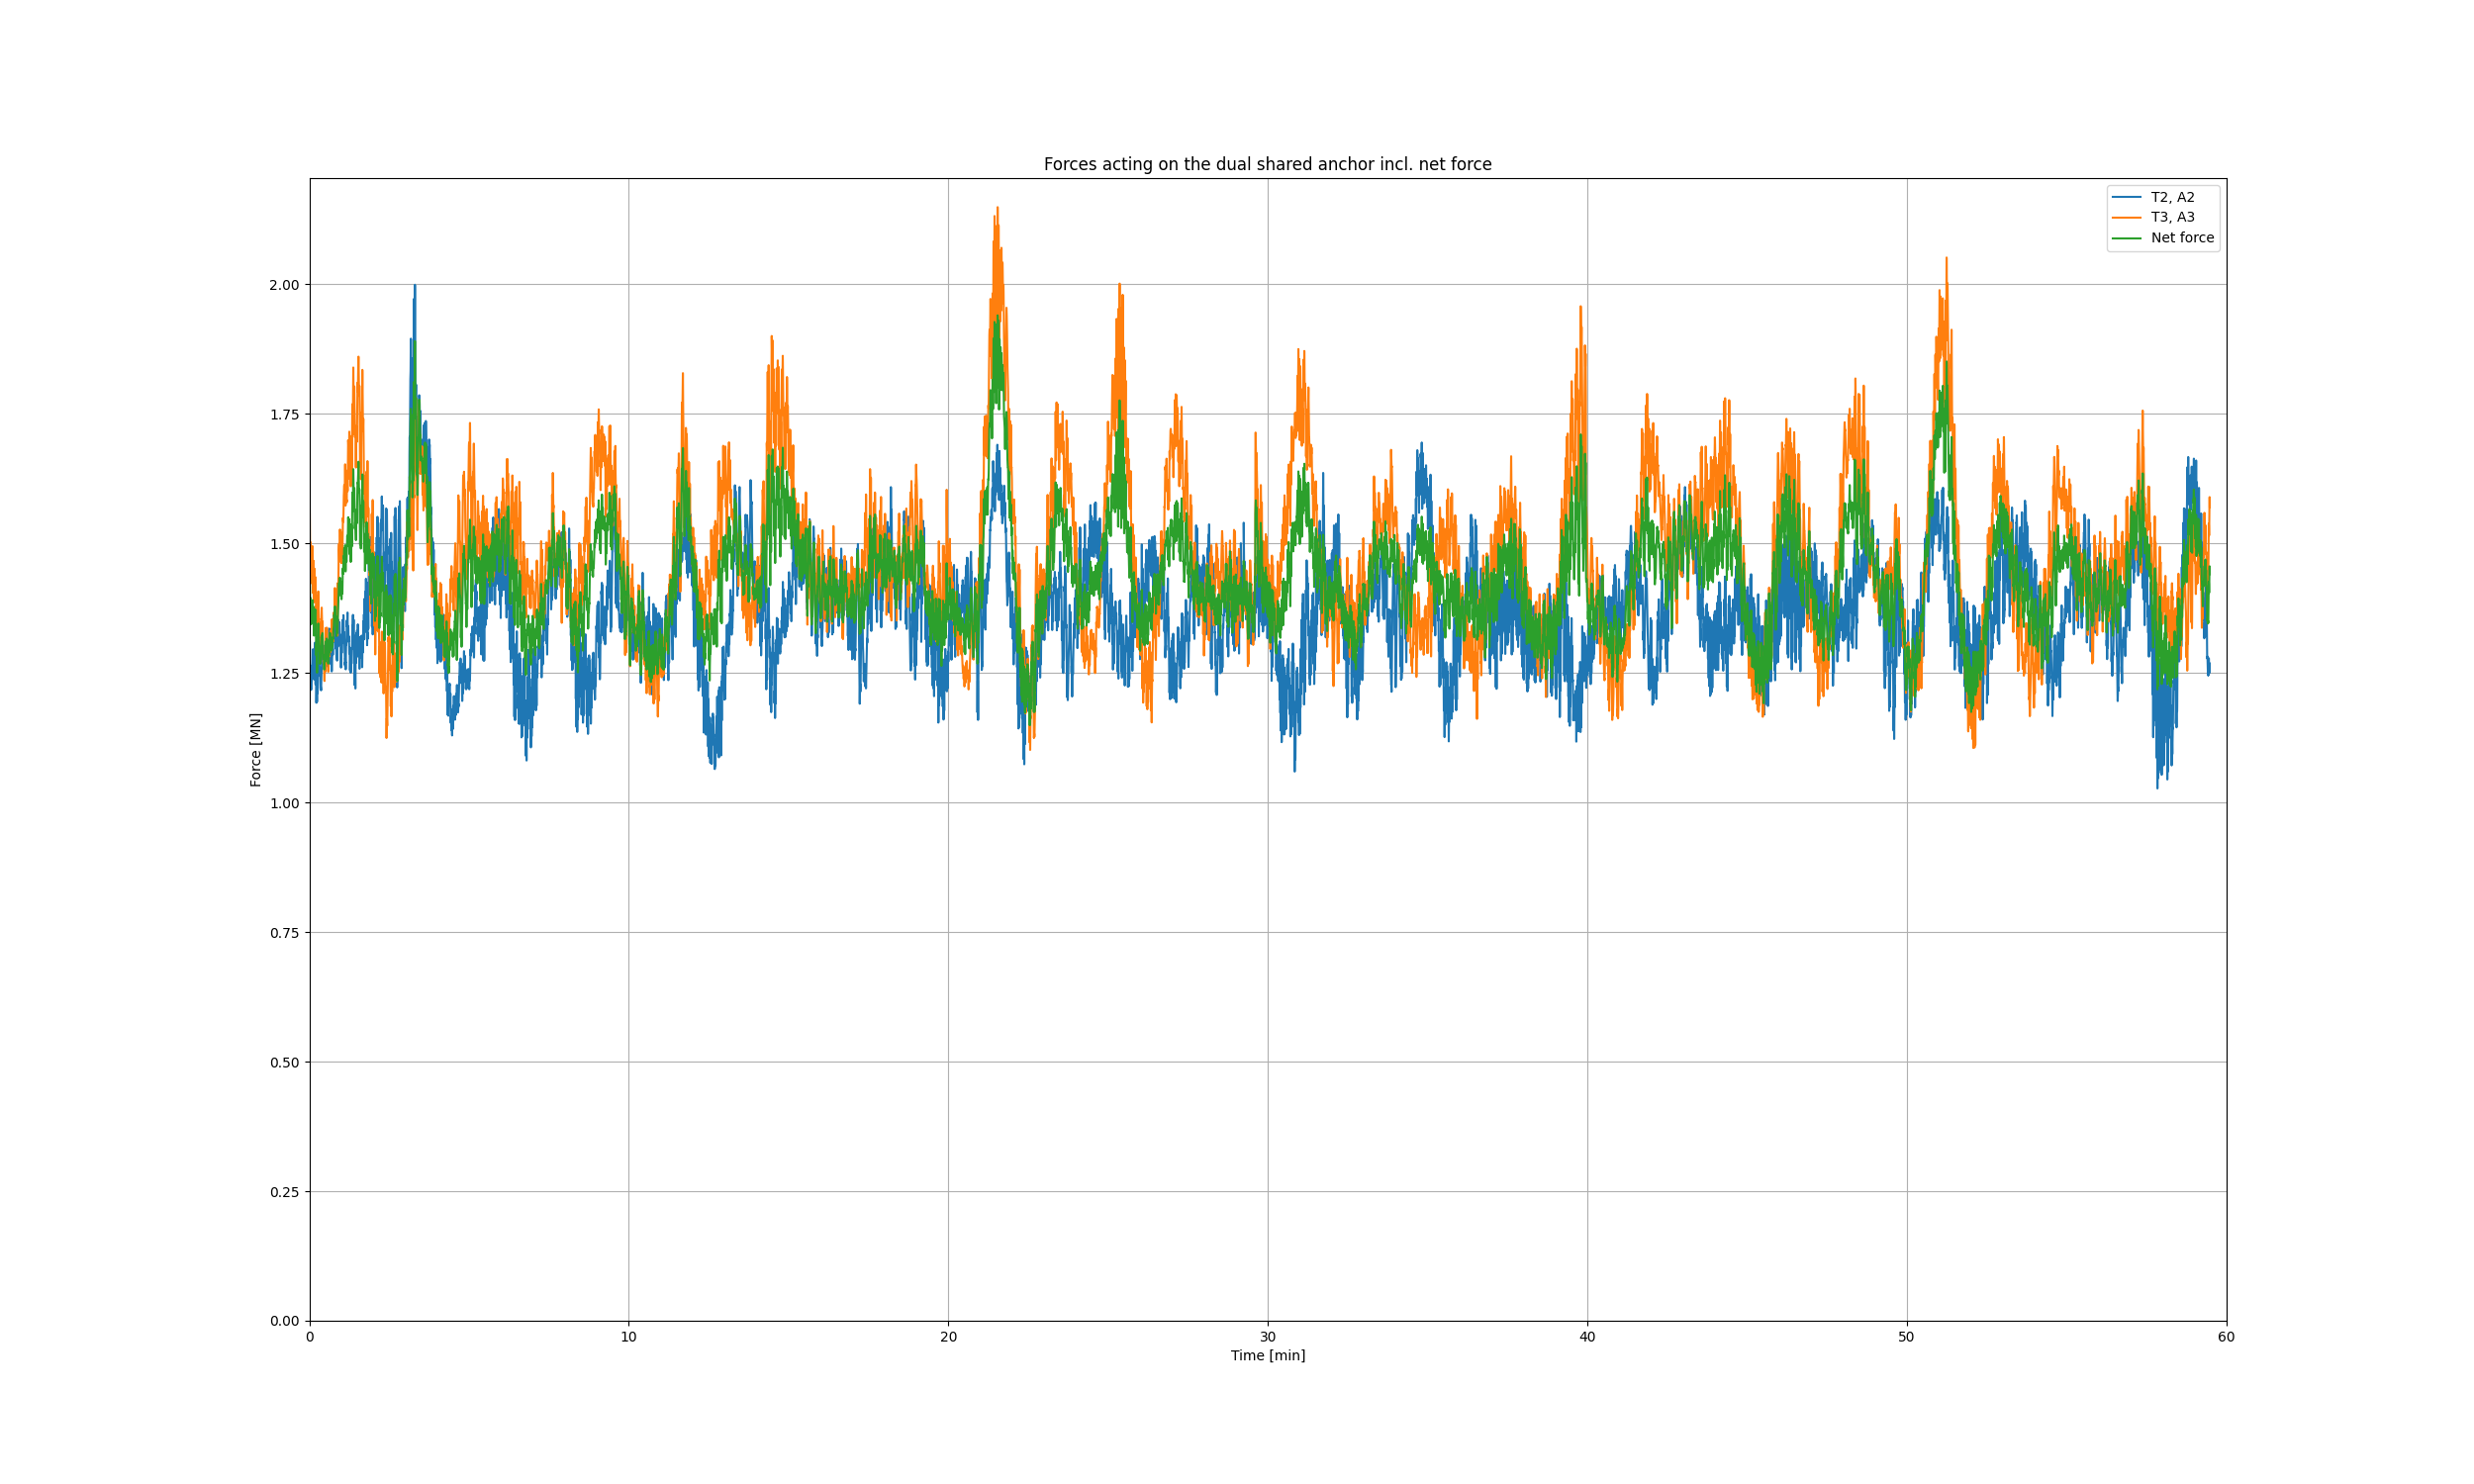 Forces acting on the dual shared anchor incl. net force
T2, A2
T3, A3
Net force
2.00
1.75
1.50
1.25
1.00
0.75
0.50
0.25
0.00
Force [MN]
0 10 20 30 40 50 60
Time [min]